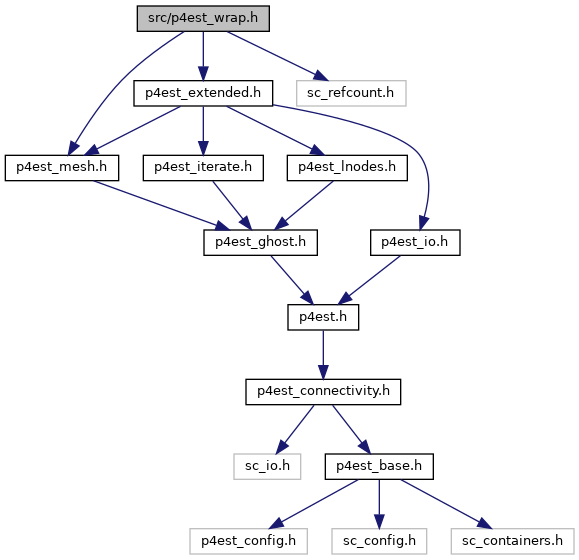 src/p4est_wrap.h
p4est_extended.h
sc_refcount.h
p4est_mesh.h
p4est_iterate.h
p4est_lnodes.h
p4est_ghost.h
p4est_io.h
p4est.h
p4est_connectivity.h
sc_io.h
p4est_base.h
p4est_config.h
sc_config.h
sc_containers.h